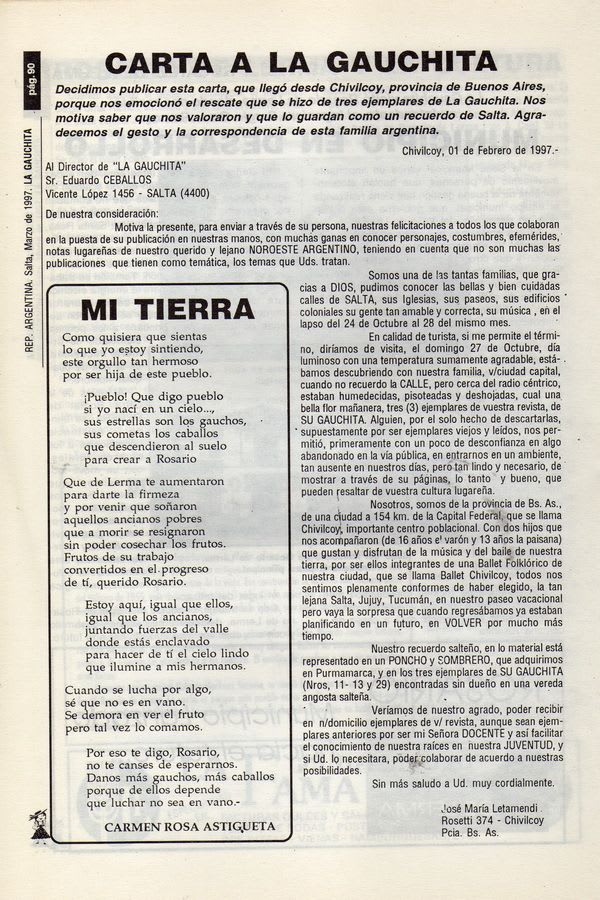 pág. 90
REP. ARGENTINA. Salta, Marzo de 1997. LA GAUCHITA
CARTA A LA GAUCHITA
Decidimos publicar esta carta, que llegó desde Chivilcoy, provincia de Buenos Aires,
porque nos emocionó el rescate que se hizo de tres ejemplares de La Gauchita. Nos
motiva saber que nos valoraron y que lo guardan como un recuerdo de Salta. Agra-
decemos el gesto y la correspondencia de esta familia argentina.
Chivilcoy, 01 de Febrero de 1997.-
Al Director de "LA GAUCHITA"
Sr. Eduardo CEBALLOS
Vicente López 1456 - SALTA (4400)
De nuestra consideración:
Motiva la presente, para enviar a través de su persona, nuestras felicitaciones a todos los que colaboran
en la puesta de su publicación en nuestras manos, con muchas ganas en conocer personajes, costumbres, efemérides,
notas lugareñas de nuestro querido y lejano NOROESTE ARGENTINO, teniendo en cuenta que no son muchas las
publicaciones que tienen como temática, los temas que Uds. tratan.
Somos una de las tantas familias, que gra-
cias a DIOS, pudimos conocer las bellas y bien cuidadas
calles de SALTA, sus Iglesias, sus paseos, sus edificios
coloniales su gente tan amable y correcta, su música , en el
lapso del 24 de Octubre al 28 del mismo mes.
En calidad de turista, si me permite el térmi-
no, diríamos de visita, el domingo 27 de Octubre, día
luminoso con una temperatura sumamente agradable, está-
bamos descubriendo con nuestra familia, v/ciudad capital,
cuando no recuerdo la CALLE, pero cerca del radio céntrico,
estaban humedecidas, pisoteadas y deshojadas, cual una
bella flor mañanera, tres (3) ejemplares de vuestra revista, de
SU GAUCHITA. Alguien, por el solo hecho de descartarlas,
supuestamente por ser ejemplares viejos y leídos, nos per-
mitió, primeramente con un poco de desconfianza en algo
abandonado en la vía pública, en entrarnos en un ambiente,
tan ausente en nuestros días, pero tan lindo y necesario, de
mostrar a través de su páginas, lo tanto y bueno, que
pueden resaltar de vuestra cultura lugareña.
Nosotros, somos de la provincia de Bs. As.,
de una ciudad a 154 km. de la Capital Federal, que se llama
Chivilcoy, importante centro poblacional. Con dos hijos que
nos acompañaron (de 16 años el varón y 13 años la paisana)
que gustan y disfrutan de la música y del baile de nuestra
tierra, por ser ellos integrantes de una Ballet Folklórico de
nuestra ciudad, que se llama Ballet Chivilcoy, todos nos
sentimos plenamente conformes de haber elegido, la tan
lejana Salta, Jujuy, Tucumán, en nuestro paseo vacacional
pero vaya la sorpresa que cuando regresábamos ya estaban
planificando en un futuro, en VOLVER por mucho más
tiempo.
Nuestro recuerdo salteño, en lo material está
representado en un PONCHO y SOMBRERO, que adquirimos
en Purmamarca, y en los tres ejemplares de SU GAUCHITA
(Nros, 11- 13 y 29) encontradas sin dueño en una vereda
angosta salteña.
Veríamos de nuestro agrado, poder recibir
en n/domicilio ejemplares de v/ revista, aunque sean ejem-
plares anteriores por ser mi Señora DOCENTE y así facilitar
el conocimiento de nuestra raíces en nuestra JUVENTUD, y
si Ud. lo necesitara, poder colaborar de acuerdo a nuestras
posibilidades.
Sin más saludo a Ud. muy cordialmente.
José María Letamendi
Rosetti 374 - Chivilcoy
Pcia. Bs. As.
MI TIERRA
Como quisiera que sientas
lo que yo estoy sintiendo,
este orgullo tan hermoso
por ser hija de este pueblo.
¡Pueblo! Que digo pueblo
si yo nací en un cielo...,
sus estrellas son los gauchos,
sus cometas los caballos
que descendieron al suelo
para crear a Rosario
Que de Lerma te aumentaron
para darte la firmeza
y por venir que soñaron
aquellos ancianos pobres
que a morir se resignaron
sin poder cosechar los frutos.
Frutos de su trabajo
convertidos en el progreso
de tí, querido Rosario.
Estoy aquí, igual que ellos,
igual que los ancianos,
juntando fuerzas del valle
donde estás enclavado
para hacer de tí el cielo lindo
que ilumine a mis hermanos.
Cuando se lucha por algo,
sé que no es en vano.
Se demora en ver el fruto
pero tal vez lo comamos.
Por eso te digo, Rosario,
no te canses de esperarnos.
Danos más gauchos, más caballos
porque de ellos depende
que luchar no sea en vano.-
CARMEN ROSA ASTIGUETA